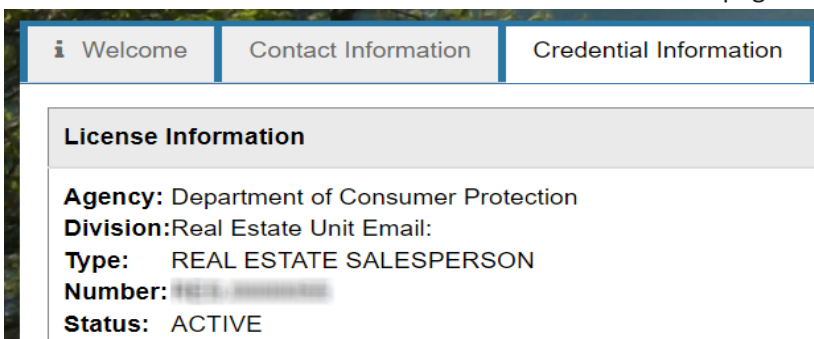 pag
i Welcome
Contact Information
Credential Information
License Information
Agency: Department of Consumer Protection
Division:Real Estate Unit Email:
Type: REAL ESTATE SALESPERSON
Number:
Status: ACTIVE